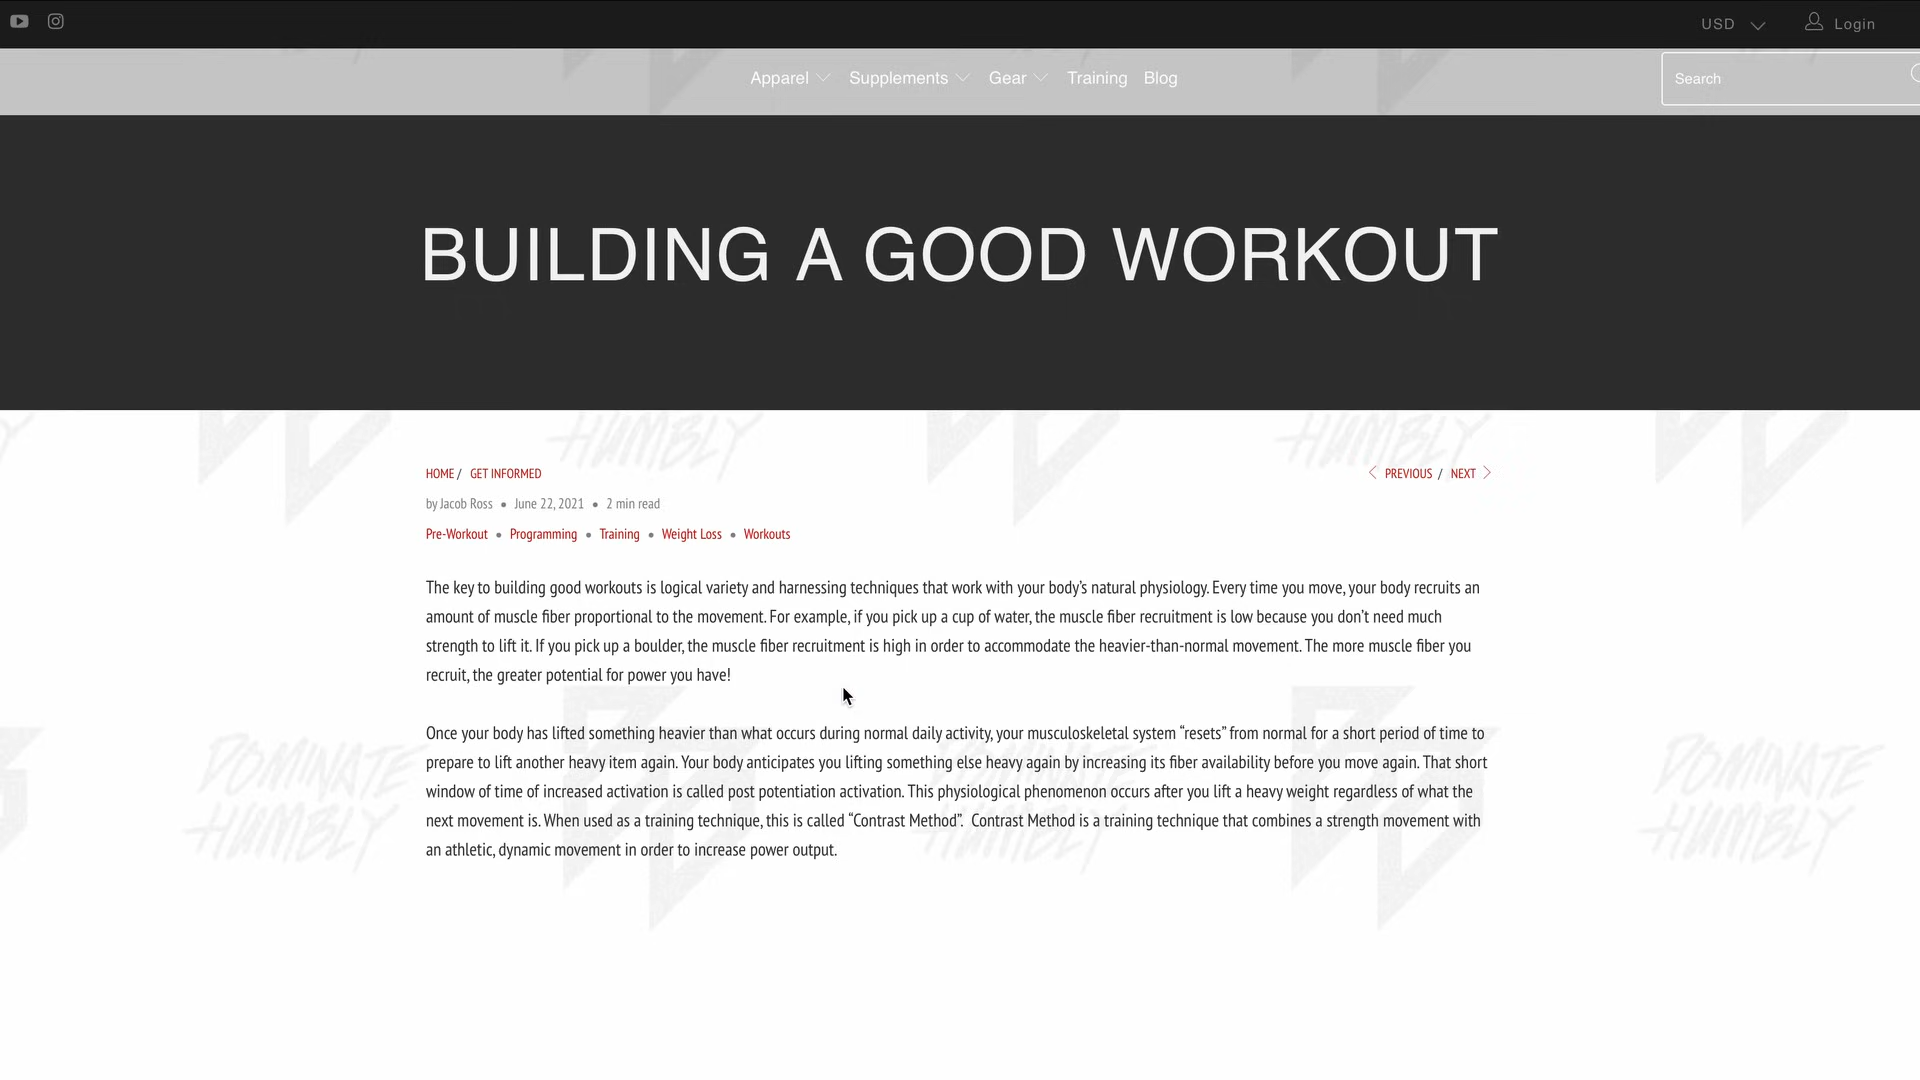 USD Login
Apparel Supplements Gear Training Blog Search
BUILDING A GOOD WORKOUT
HOME / GET INFORMED PREVIOUS / NEXT
by Jacob Ross • June 22, 2021 • 2 min read
Pre-Workout • Programming • Training • Weight Loss • Workouts
The key to building good workouts is logical variety and harnessing techniques that work with your body’s natural physiology. Every time you move, your body recruits an
amount of muscle fiber proportional to the movement. For example, if you pick up a cup of water, the muscle fiber recruitment is low because you don’t need much
strength to lift it. If you pick up a boulder, the muscle fiber recruitment is high in order to accommodate the heavier-than-normal movement. The more muscle fiber you
recruit, the greater potential for power you have!
Once your body has lifted something heavier than what occurs during normal daily activity, your musculoskeletal system “resets” from normal for a short period of time to
prepare to lift another heavy item again. Your body anticipates you lifting something else heavy again by increasing its fiber availability before you move again. That short
window of time of increased activation is called post potentiation activation. This physiological phenomenon occurs after you lift a heavy weight regardless of what the
next movement is. When used as a training technique, this is called “Contrast Method”.  Contrast Method is a training technique that combines a strength movement with
an athletic, dynamic movement in order to increase power output.
HUMBLY
HUMBLY
DOMINATE
HUMBLY
DOMINATE
HUMBLY
DOMINATE
HUMBLY